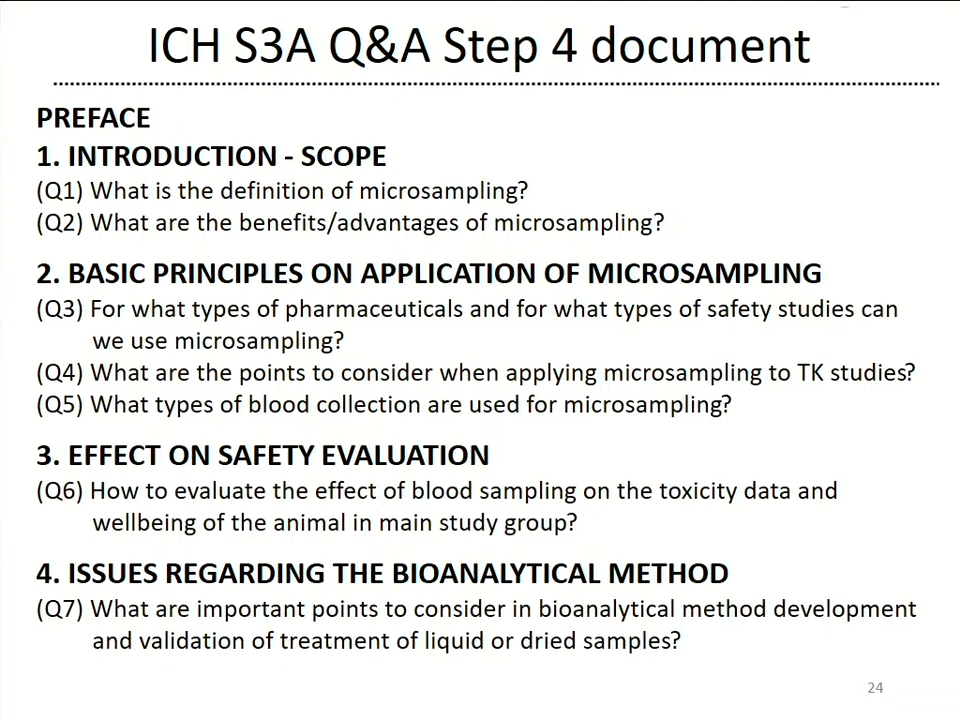 ICH S3A Q&A Step 4 document
PREFACE
1. INTRODUCTION - SCOPE
(Q1) What is the definition of microsampling?
(Q2) What are the benefits/advantages of microsampling?
2. BASIC PRINCIPLES ON APPLICATION OF MICROSAMPLING
(Q3) For what types of pharmaceuticals and for what types of safety studies can
we use microsampling?
(Q4) What are the points to consider when applying microsampling to TK studies?
(Q5) What types of blood collection are used for microsampling?
3. EFFECT ON SAFETY EVALUATION
(Q6) How to evaluate the effect of blood sampling on the toxicity data and
wellbeing of the animal in main study group?
4. ISSUES REGARDING THE BIOANALYTICAL METHOD
(Q7) What are important points to consider in bioanalytical method development
and validation of treatment of liquid or dried samples?
24